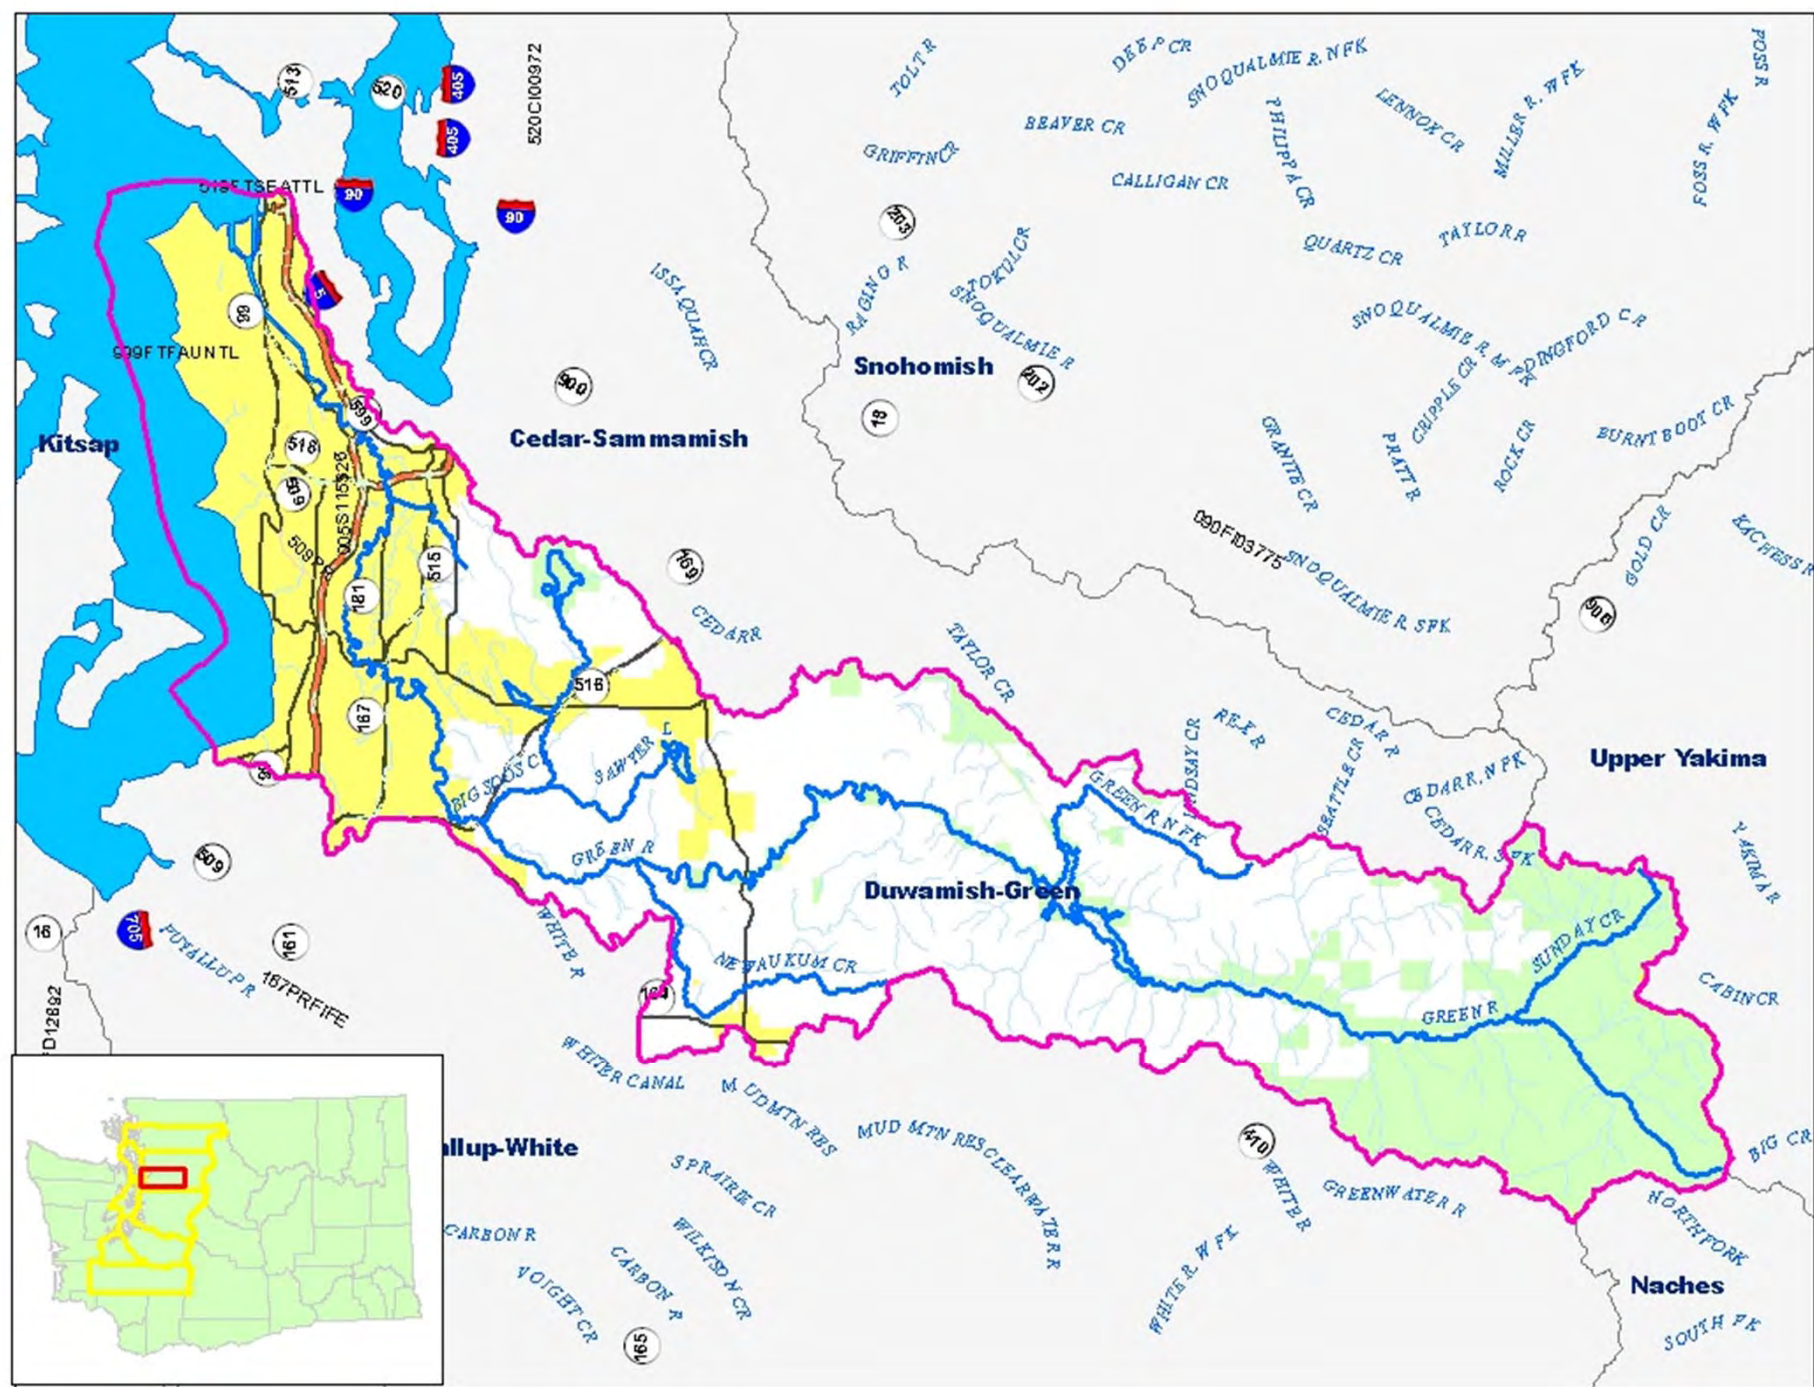 513
520
405
405
520CI00972
TOLT R
DEEP CR
SNOQUALMIE R, N FK
FOSS R
LENNOX CR
MILLER R, W FK
FOSS R, W FK
BEAVER CR
PHILIPPA CR
GRIFFIN CR
CALLIGAN CR
90
90
203
TAYLOR R
QUARTZ CR
TOKUL CR
RAGING R
ISSAQUAH CR
SNOQUALMIE R
5
99
SNOQUALMIE R, M FK
DINGFORD CR
Snohomish
202
900
18
CRIPPLE CR
BURNT BOOT CR
Kitsap
Cedar-Sammamish
599
518
509
GRANITE CR
PRATT R
ROCK CR
090FI03775
GOLD CR
KACHESS R
SNOQUALMIE R, S FK
169
515
181
CEDAR R
TAYLOR CR
906
516
167
LINDSAY CR
REX R
CEDAR R
SEATTLE CR
Upper Yakima
CEDAR R, N FK
L
SAWYER
BIG SOOS C
GREEN R, N FK
CEDAR R, S FK
YAKIMA R
509
GREEN R
Duwamish-Green
16
705
161
PUYALLUP R
167PRFIFE
WHITE R
NEWAUKUM CR
SUNDAY CR
CABIN CR
164
GREEN R
WHITE R CANAL
MUD MTN RES
MUD MTN RES
CLEARWATER R
410
BIG CR
allup-White
S PRAIRIE CR
WHITE R
GREENWATER R
NORTH FORK
CARBON R
WILKISON CR
CARBON R
WHITE R, W FK
VOIGHT CR
Naches
SOUTH FK
165